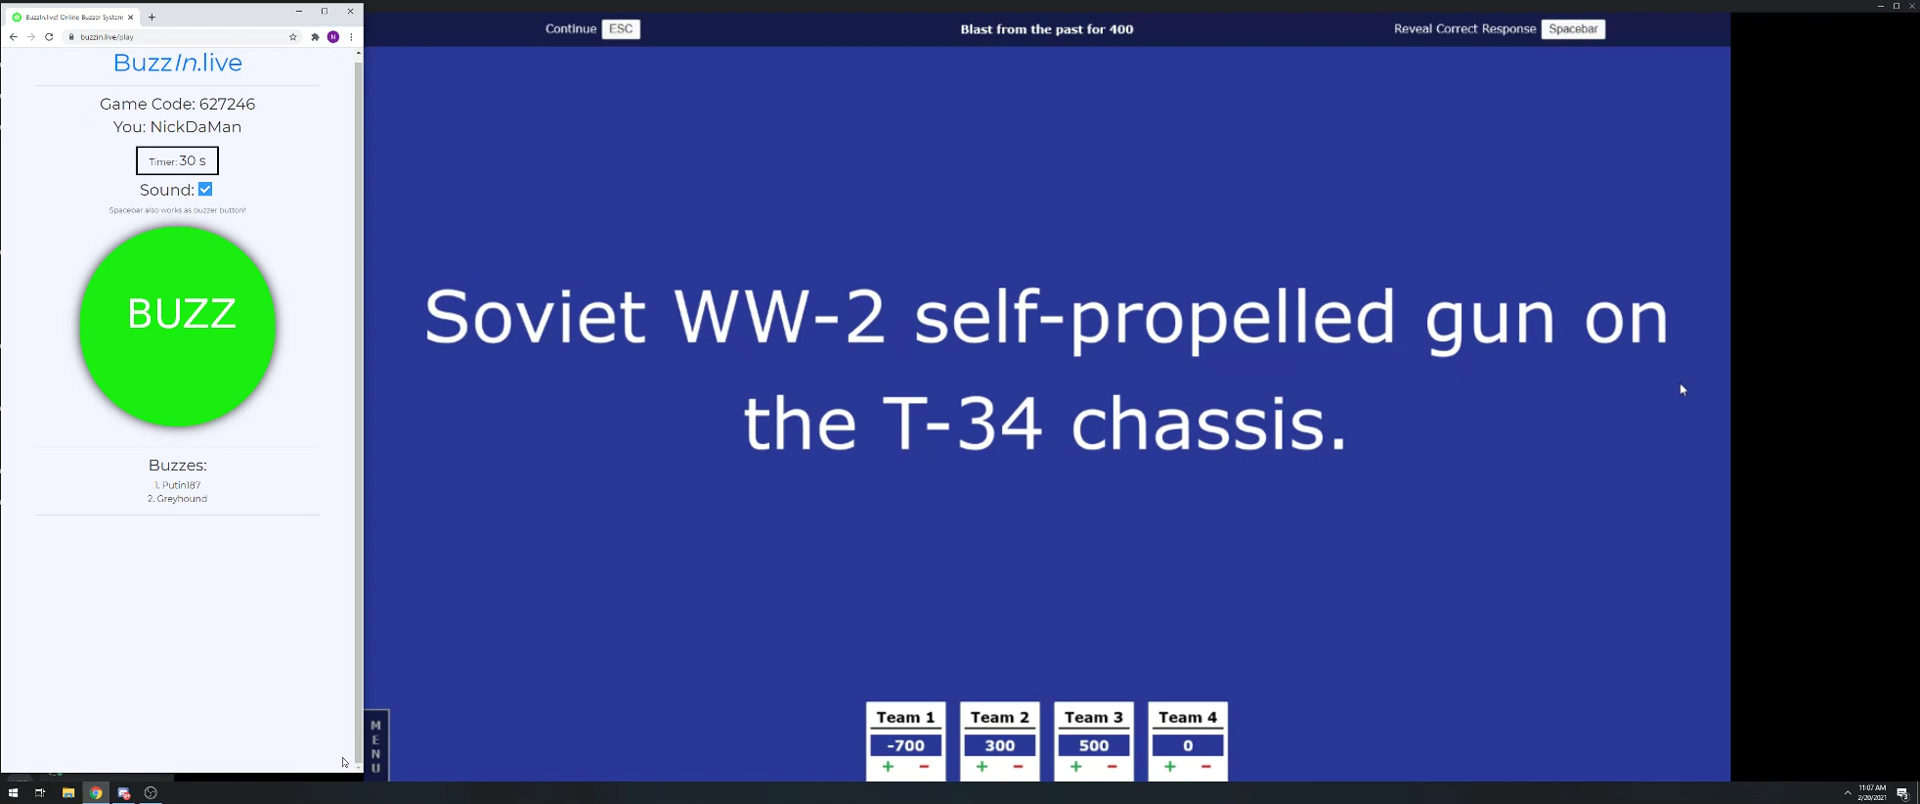 BuzzIn.live! Online Buzzer System
buzzin.live/play
N
BuzzIn.live
Game Code: 627246
You: NickDaMan
Timer: 30 s
Sound:
Spacebar also works as buzzer button!
BUZZ
Buzzes:
1. Putin187
2. Greyhound
Continue ESC
Blast from the past for 400
Reveal Correct Response Spacebar
Soviet WW-2 self-propelled gun on
the T-34 chassis.
MENU
Team 1 Team 2 Team 3 Team 4
-700 300 500 0
+ - + - + - + -
11:07 AM
2/20/2021